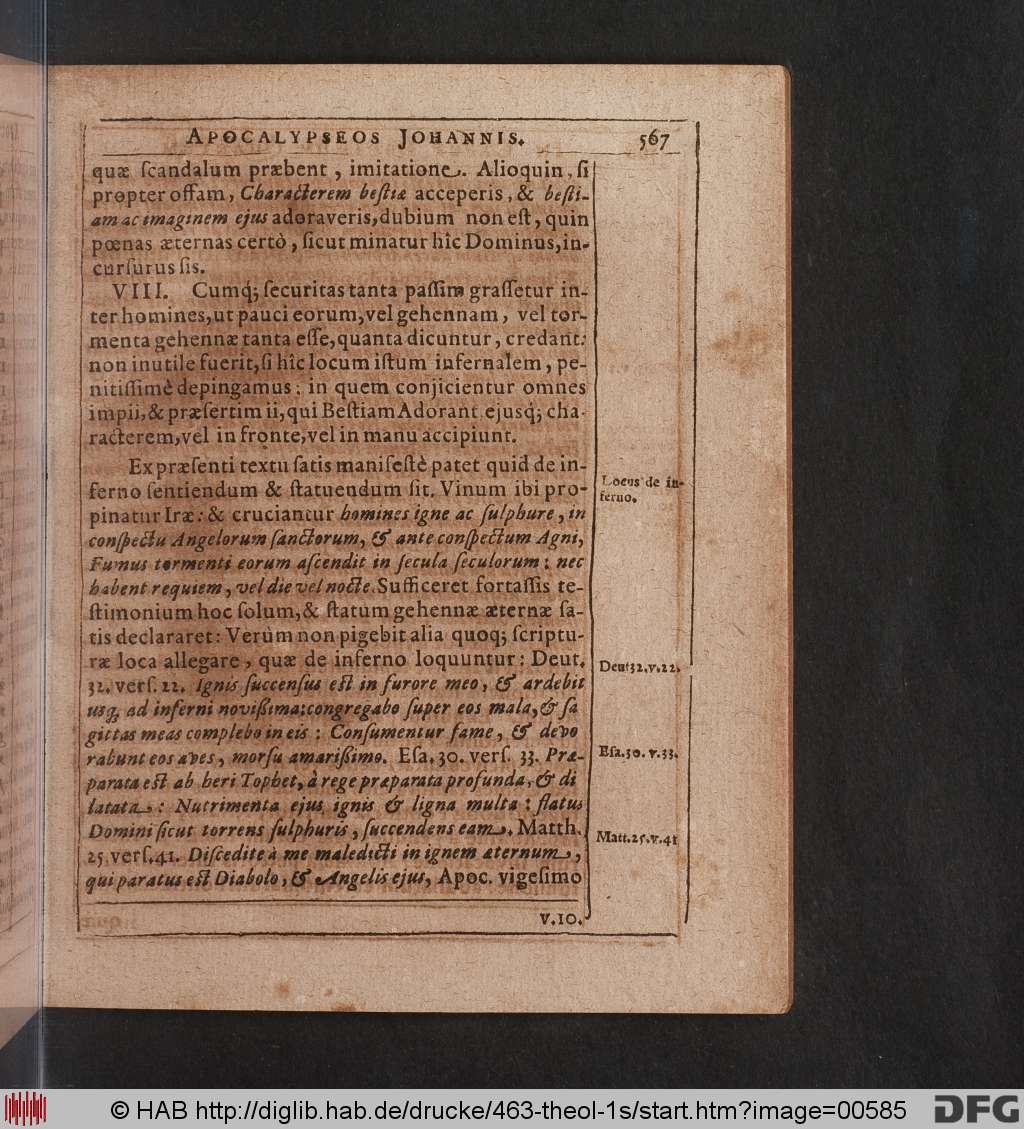 APOCALYPSEOS JOHANNIS. 567
quæ ſcandalum præbent , imitatione. Alioquin, ſi
propter offam, Characterem beſtiæ acceperis, & beſti-
am ac imaginem ejus adoraveris, dubium non eſt, quin
pœnas æternas certò, ſicut minatur hîc Dominus, in-
curſurus ſis.
VIII. Cumq́; ſecuritas tanta paſſim graſſetur in-
ter homines, ut pauci eorum, vel gehennam, vel tor-
menta gehennæ tanta eſſe, quanta dicuntur, credant:
non inutile fuerit, ſi hîc locum iſtum infernalem, pe-
nitiſſimè depingamus; in quem conjicientur omnes
impii, & præſertim ii, qui Beſtiam Adorant ejusq́; cha-
racterem, vel in fronte, vel in manu accipiunt.
Ex præſenti textu ſatis manifeſtè patet quid de in-
ferno ſentiendum & ſtatuendum ſit. Vinum ibi pro-
pinatur Iræ: & cruciantur homines igne ac ſulphure, in
conſpectu Angelorum ſanctorum, & ante conſpectum Agni,
Fumus tormenti eorum aſcendit in ſecula ſeculorum: nec
habent requiem, vel die vel nocte. Sufficeret fortaſſis te-
ſtimonium hoc ſolum, & ſtatum gehennæ æternæ ſa-
tis declararet: Verùm non pigebit alia quoq; ſcriptu-
ræ loca allegare, quæ de inferno loquuntur: Deut.
32. verſ. 22. Ignis ſuccenſus eſt in furore meo, & ardebit
usq, ad inferni novißima: congregabo ſuper eos mala, & ſa
gittas meas complebo in eis: Conſumentur fame, & devo
rabunt eos aves, morſu amarißimo. Eſa. 30. verſ. 33. Præ-
parata eſt ab heri Tophet, à rege præparata profunda, & di
latata: Nutrimenta ejus ignis & ligna multa: flatus
Domini ſicut torrens ſulphuris, ſuccendens eam. Matth.
25. verſ. 41. Diſcedite à me maledicti in ignem æternum,
qui paratus eſt Diabolo, & Angelis ejus, Apoc. vigeſimo
v. 10.
Locus de in-
ferno.
Deut 32. v. 22.
Eſa. 30. v. 33.
Matt. 25. v. 41
© HAB http://diglib.hab.de/drucke/463-theol-1s/start.htm?image=00585
DFG